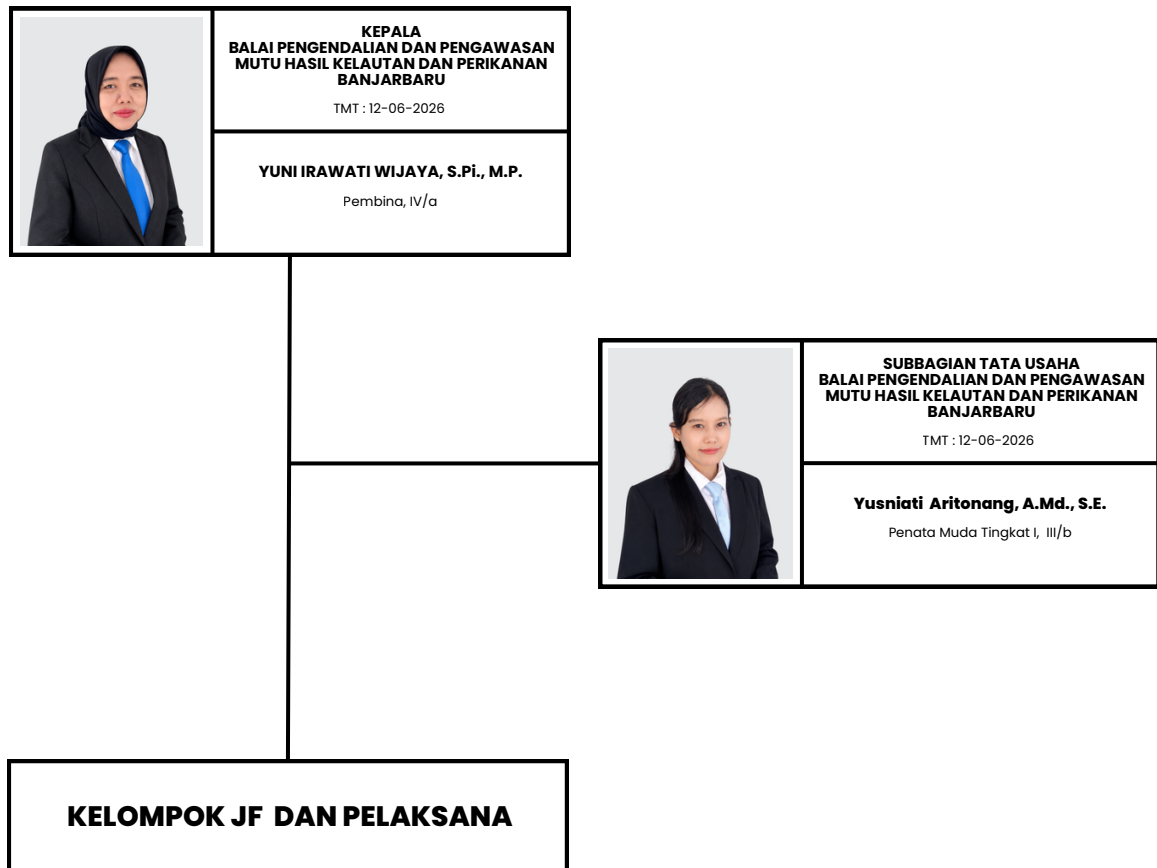 KEPALA
BALAI PENGENDALIAN DAN PENGAWASAN
MUTU HASIL KELAUTAN DAN PERIKANAN
BANJARBARU
TMT : 12-06-2026
YUNI IRAWATI WIJAYA, S.Pi., M.P.
Pembina, IV/a
SUBBAGIAN TATA USAHA
BALAI PENGENDALIAN DAN PENGAWASAN
MUTU HASIL KELAUTAN DAN PERIKANAN
BANJARBARU
TMT : 12-06-2026
Yusniati Aritonang, A.Md., S.E.
Penata Muda Tingkat I, III/b
KELOMPOK JF DAN PELAKSANA